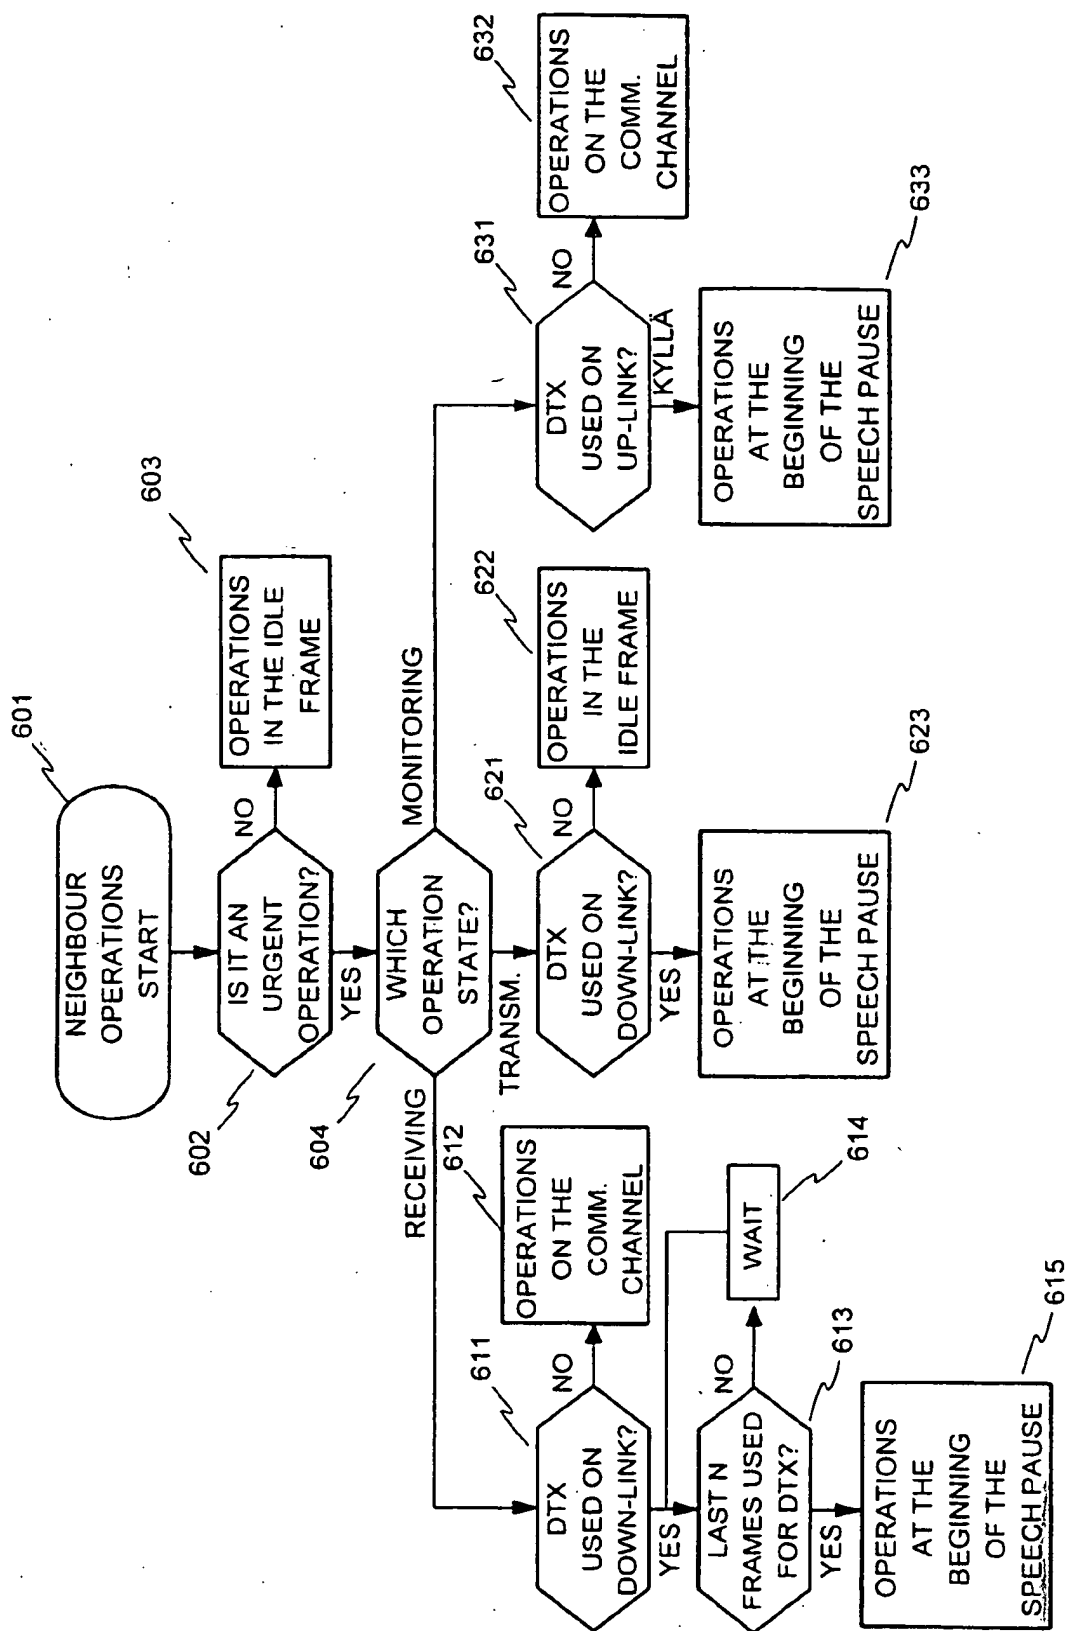 601
NEIGHBOUR
OPERATIONS
START
602
IS IT AN
URGENT
OPERATION?
NO
603
OPERATIONS
IN THE IDLE
FRAME
YES
604
WHICH
OPERATION
STATE?
RECEIVING
TRANSM.
MONITORING
611
DTX
USED ON
DOWN-LINK?
NO
612
OPERATIONS
ON THE
COMM.
CHANNEL
YES
613
LAST N
FRAMES USED
FOR DTX?
NO
614
WAIT
YES
615
OPERATIONS
AT THE
BEGINNING
OF THE
SPEECH PAUSE
621
DTX
USED ON
DOWN-LINK?
NO
622
OPERATIONS
IN THE
IDLE FRAME
YES
623
OPERATIONS
AT THE
BEGINNING
OF THE
SPEECH PAUSE
631
DTX
USED ON
UP-LINK?
NO
632
OPERATIONS
ON THE
COMM.
CHANNEL
KYLLÄ
633
OPERATIONS
AT THE
BEGINNING
OF THE
SPEECH PAUSE